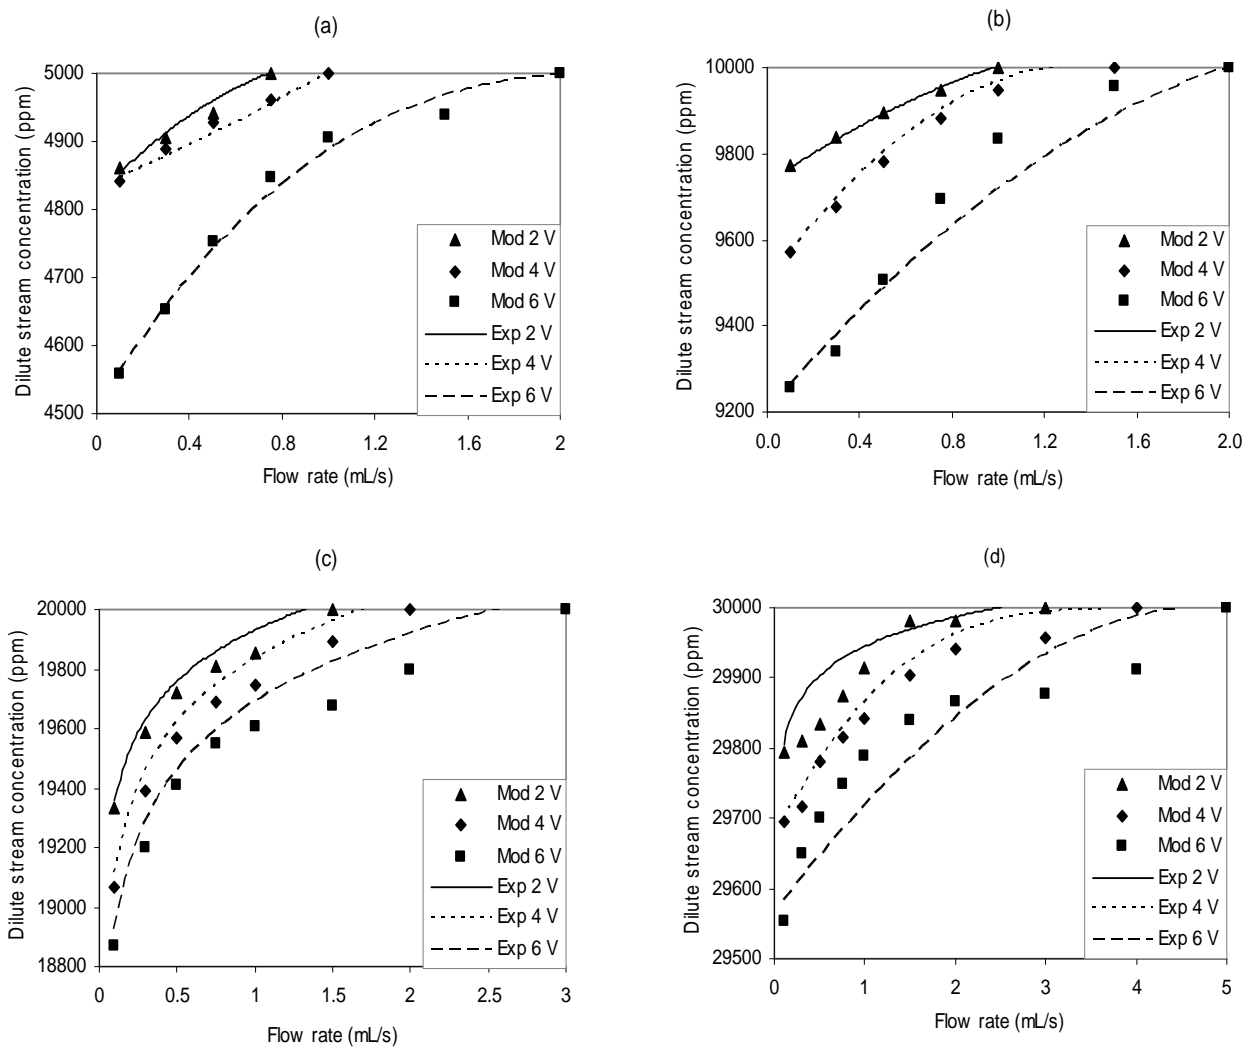 (a)
Dilute stream concentration (ppm)
5000
4900
4800
4700
4600
4500
0
0.4
0.8
1.2
1.6
2
Flow rate (mL/s)
Mod 2 V
Mod 4 V
Mod 6 V
Exp 2 V
Exp 4 V
Exp 6 V
(b)
Dilute stream concentration (ppm)
10000
9800
9600
9400
9200
0.0
0.4
0.8
1.2
1.6
2.0
Flow rate (mL/s)
Mod 2 V
Mod 4 V
Mod 6 V
Exp 2 V
Exp 4 V
Exp 6 V
(c)
Dilute stream concentration (ppm)
20000
19800
19600
19400
19200
19000
18800
0
0.5
1
1.5
2
2.5
3
Flow rate (mL/s)
Mod 2 V
Mod 4 V
Mod 6 V
Exp 2 V
Exp 4 V
Exp 6 V
(d)
Dilute stream concentration (ppm)
30000
29900
29800
29700
29600
29500
0
1
2
3
4
5
Flow rate (mL/s)
Mod 2 V
Mod 4 V
Mod 6 V
Exp 2 V
Exp 4 V
Exp 6 V